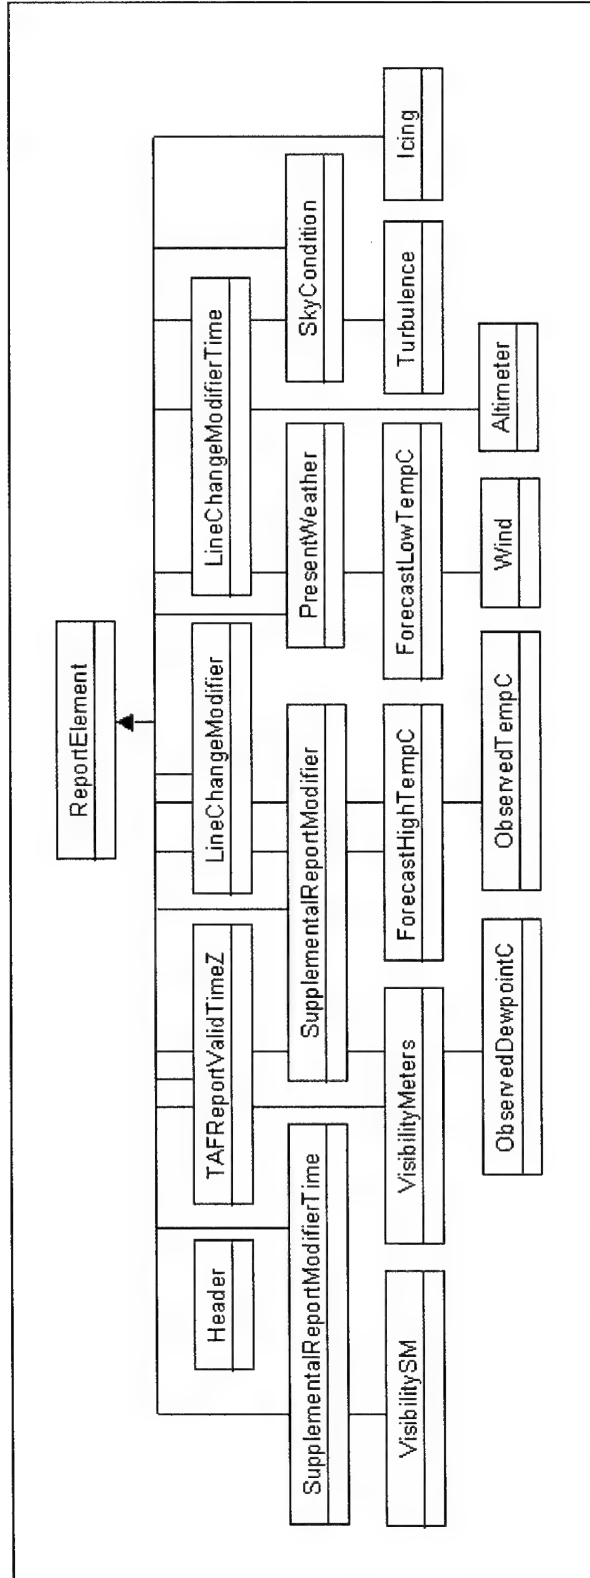 ReportElement
Header
TAFReportValidTimeZ
LineChangeModifier
LineChangeModifierTime
SupplementalReportModifierTime
SupplementalReportModifier
PresentWeather
SkyCondition
VisibilitySM
VisibilityMeters
ForecastHighTempC
ForecastLowTempC
Turbulence
Icing
ObservedDewpointC
ObservedTempC
Wind
Altimeter